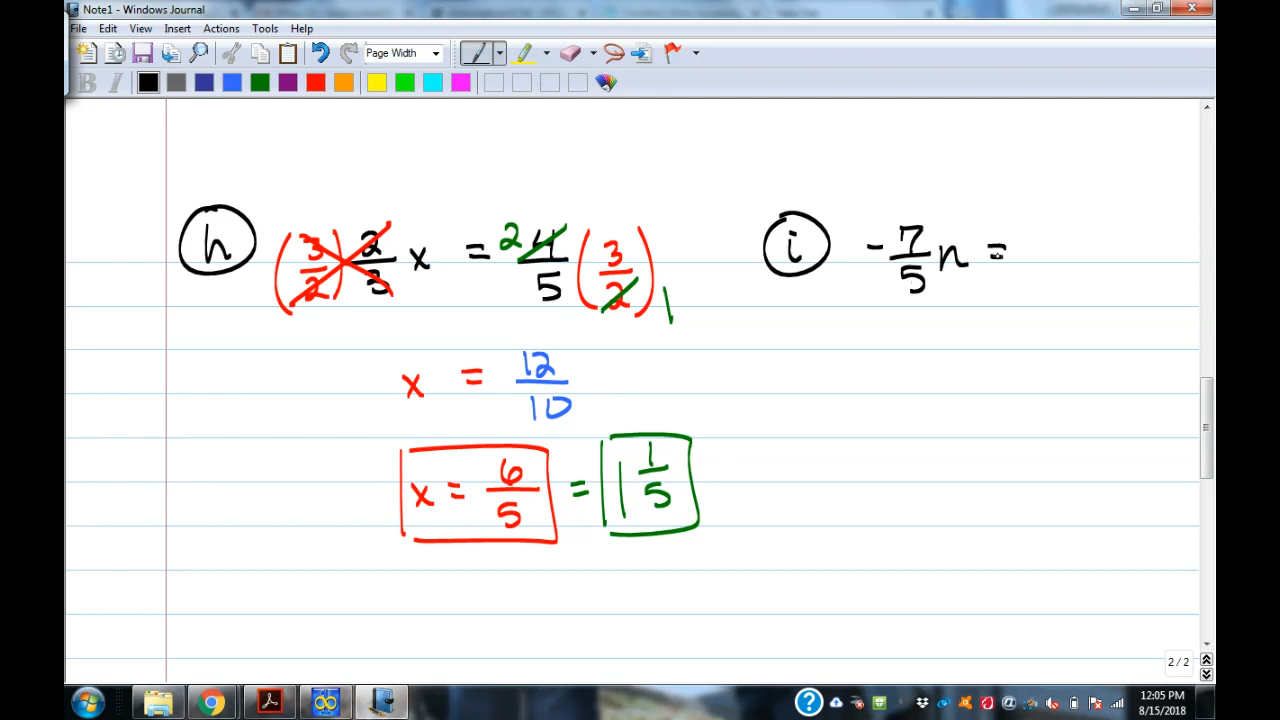 Note1 - Windows Journal
File Edit View Insert Actions Tools Help
Page Width
B I
h (3/2) 2/3 x = 2 4/5 (3/2) 1
x = 12/10
x = 6/5 = 1 1/5
i -7/5 n =
2 / 2
12:05 PM
8/15/2018